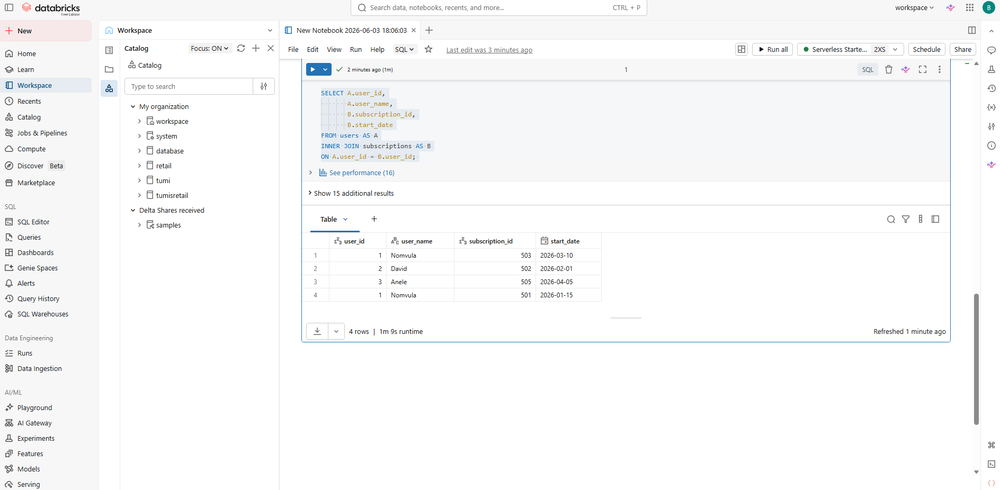 databricks
Free Edition
Search data, notebooks, recents, and more...
CTRL + P
workspace
B
New
Home
Learn
Workspace
Recents
Catalog
Jobs & Pipelines
Compute
Discover
Beta
Marketplace
SQL
SQL Editor
Queries
Dashboards
Genie Spaces
Alerts
Query History
SQL Warehouses
Data Engineering
Runs
Data Ingestion
AI/ML
Playground
AI Gateway
Experiments
Features
Models
Serving
Workspace
Catalog
Focus: ON
Catalog
Type to search
My organization
workspace
system
database
retail
tumi
tumisretail
Delta Shares received
samples
New Notebook 2026-06-03 18:06:03
File Edit View Run Help SQL
Last edit was 3 minutes ago
Run all
Serverless Starte... 2XS
Schedule
Share
2 minutes ago (1m)
1
SQL
SELECT A.user_id,
A.user_name,
B.subscription_id,
B.start_date
FROM users AS A
INNER JOIN subscriptions AS B
ON A.user_id = B.user_id;
See performance (16)
Show 15 additional results
Table
user_id user_name subscription_id start_date
1 1 Nomvula 503 2026-03-10
2 2 David 502 2026-02-01
3 3 Anele 505 2026-04-05
4 1 Nomvula 501 2026-01-15
4 rows | 1m 9s runtime
Refreshed 1 minute ago